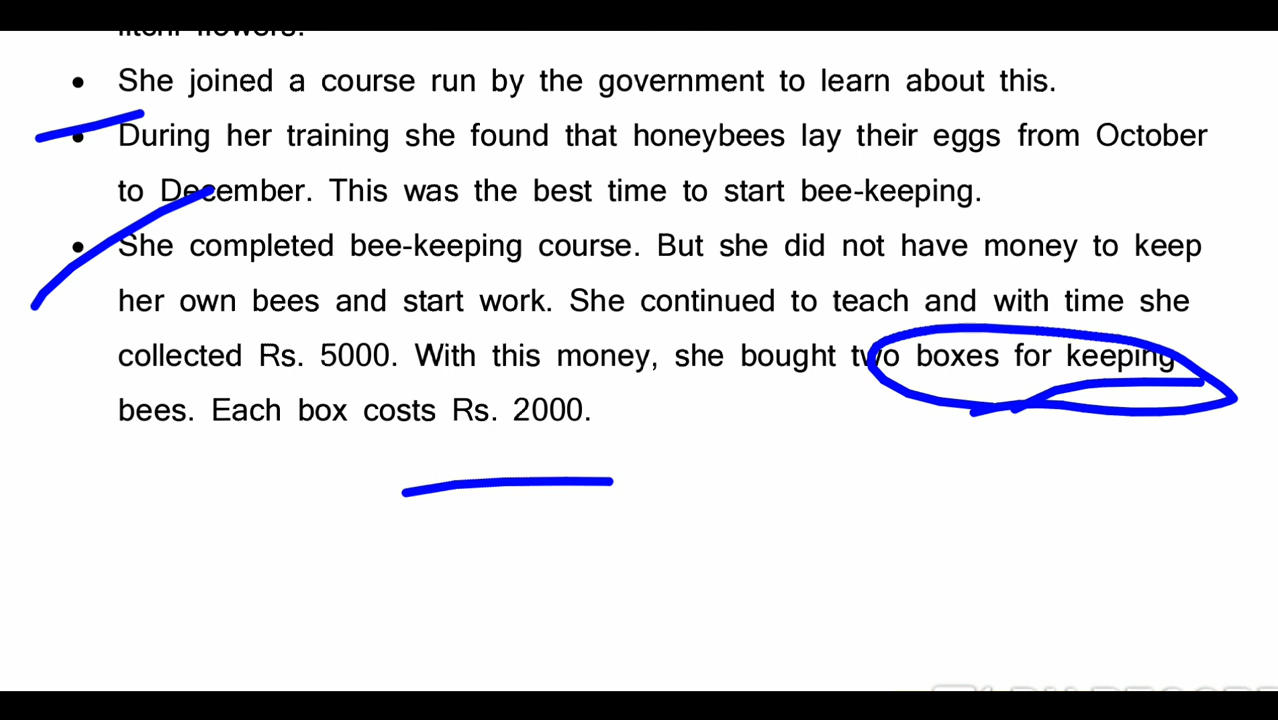 litchi flowers.
• She joined a course run by the government to learn about this.
• During her training she found that honeybees lay their eggs from October
to December. This was the best time to start bee-keeping.
• She completed bee-keeping course. But she did not have money to keep
her own bees and start work. She continued to teach and with time she
collected Rs. 5000. With this money, she bought two boxes for keeping
bees. Each box costs Rs. 2000.